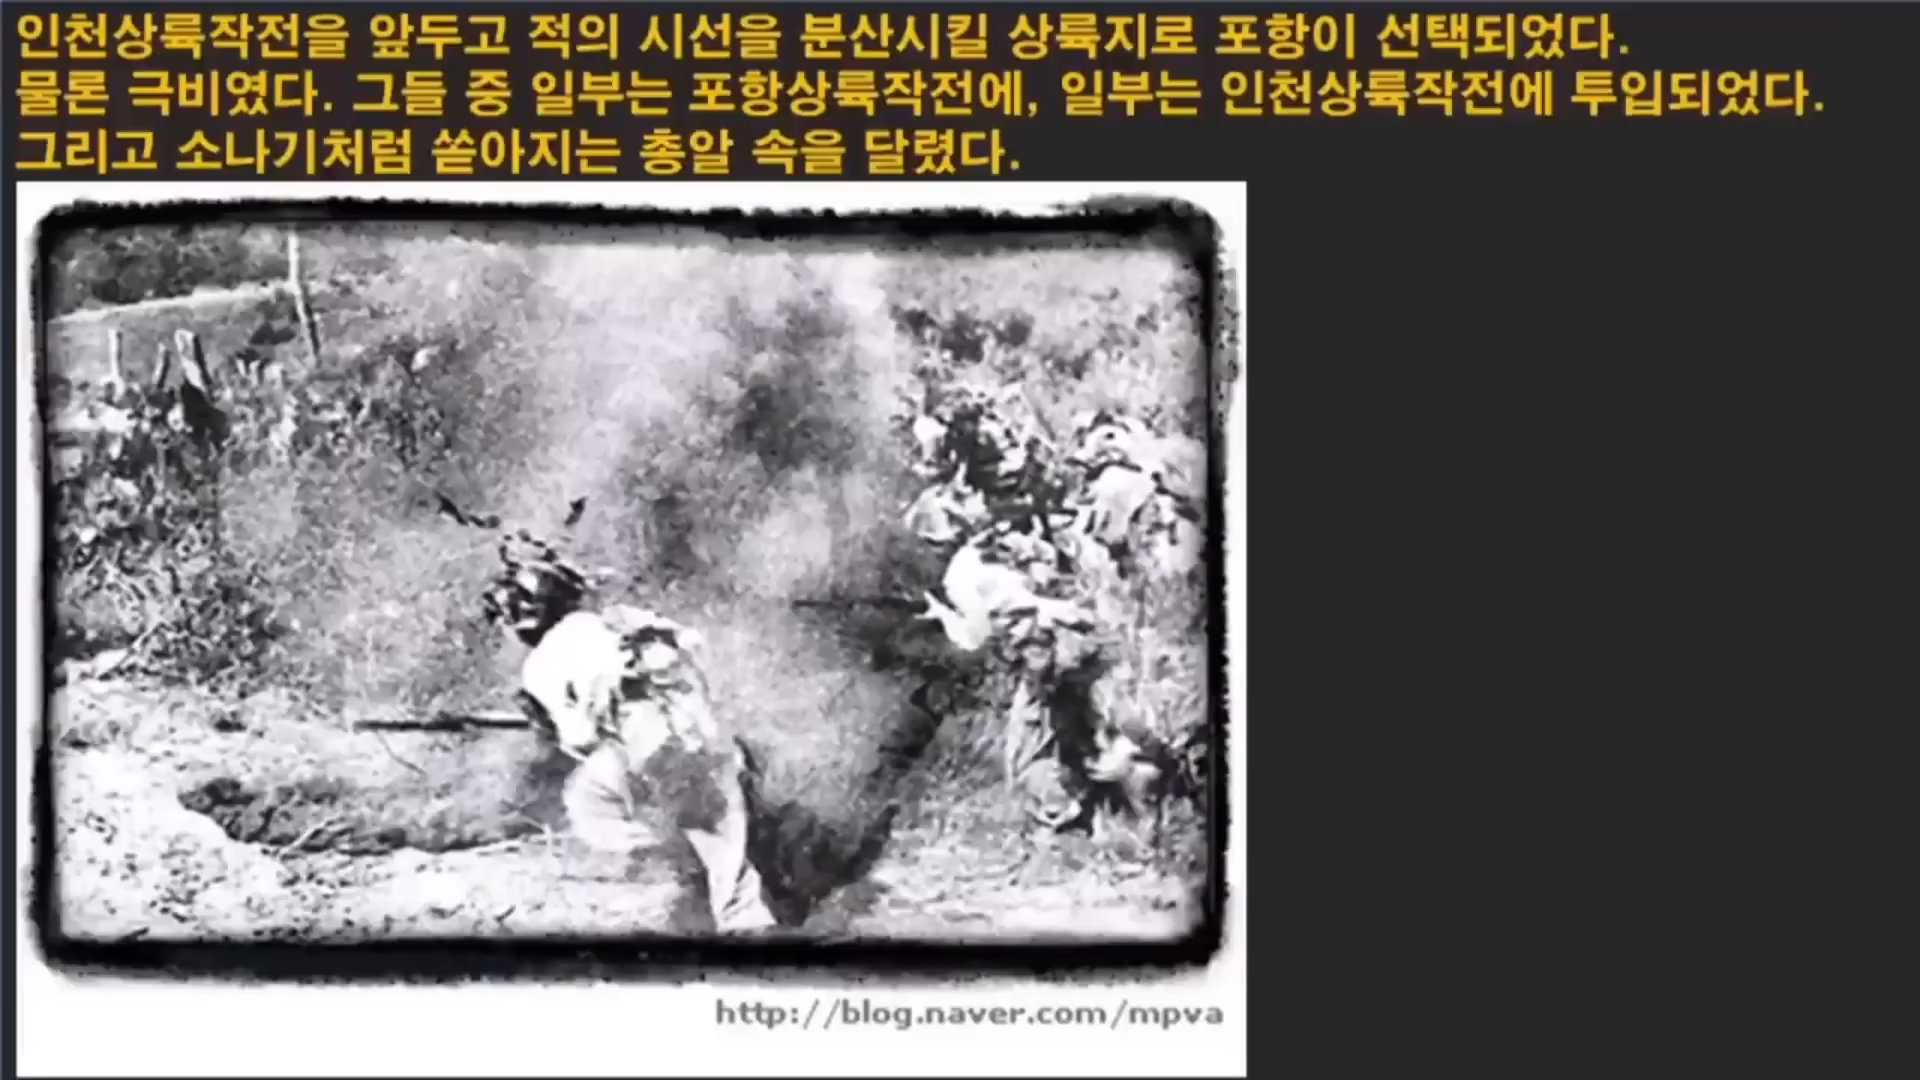 인천상륙작전을 앞두고 적의 시선을 분산시킬 상륙지로 포항이 선택되었다.
물론 극비였다. 그들 중 일부는 포항상륙작전에, 일부는 인천상륙작전에 투입되었다.
그리고 소나기처럼 쏟아지는 총알 속을 달렸다.
http://blog.naver.com/mpva